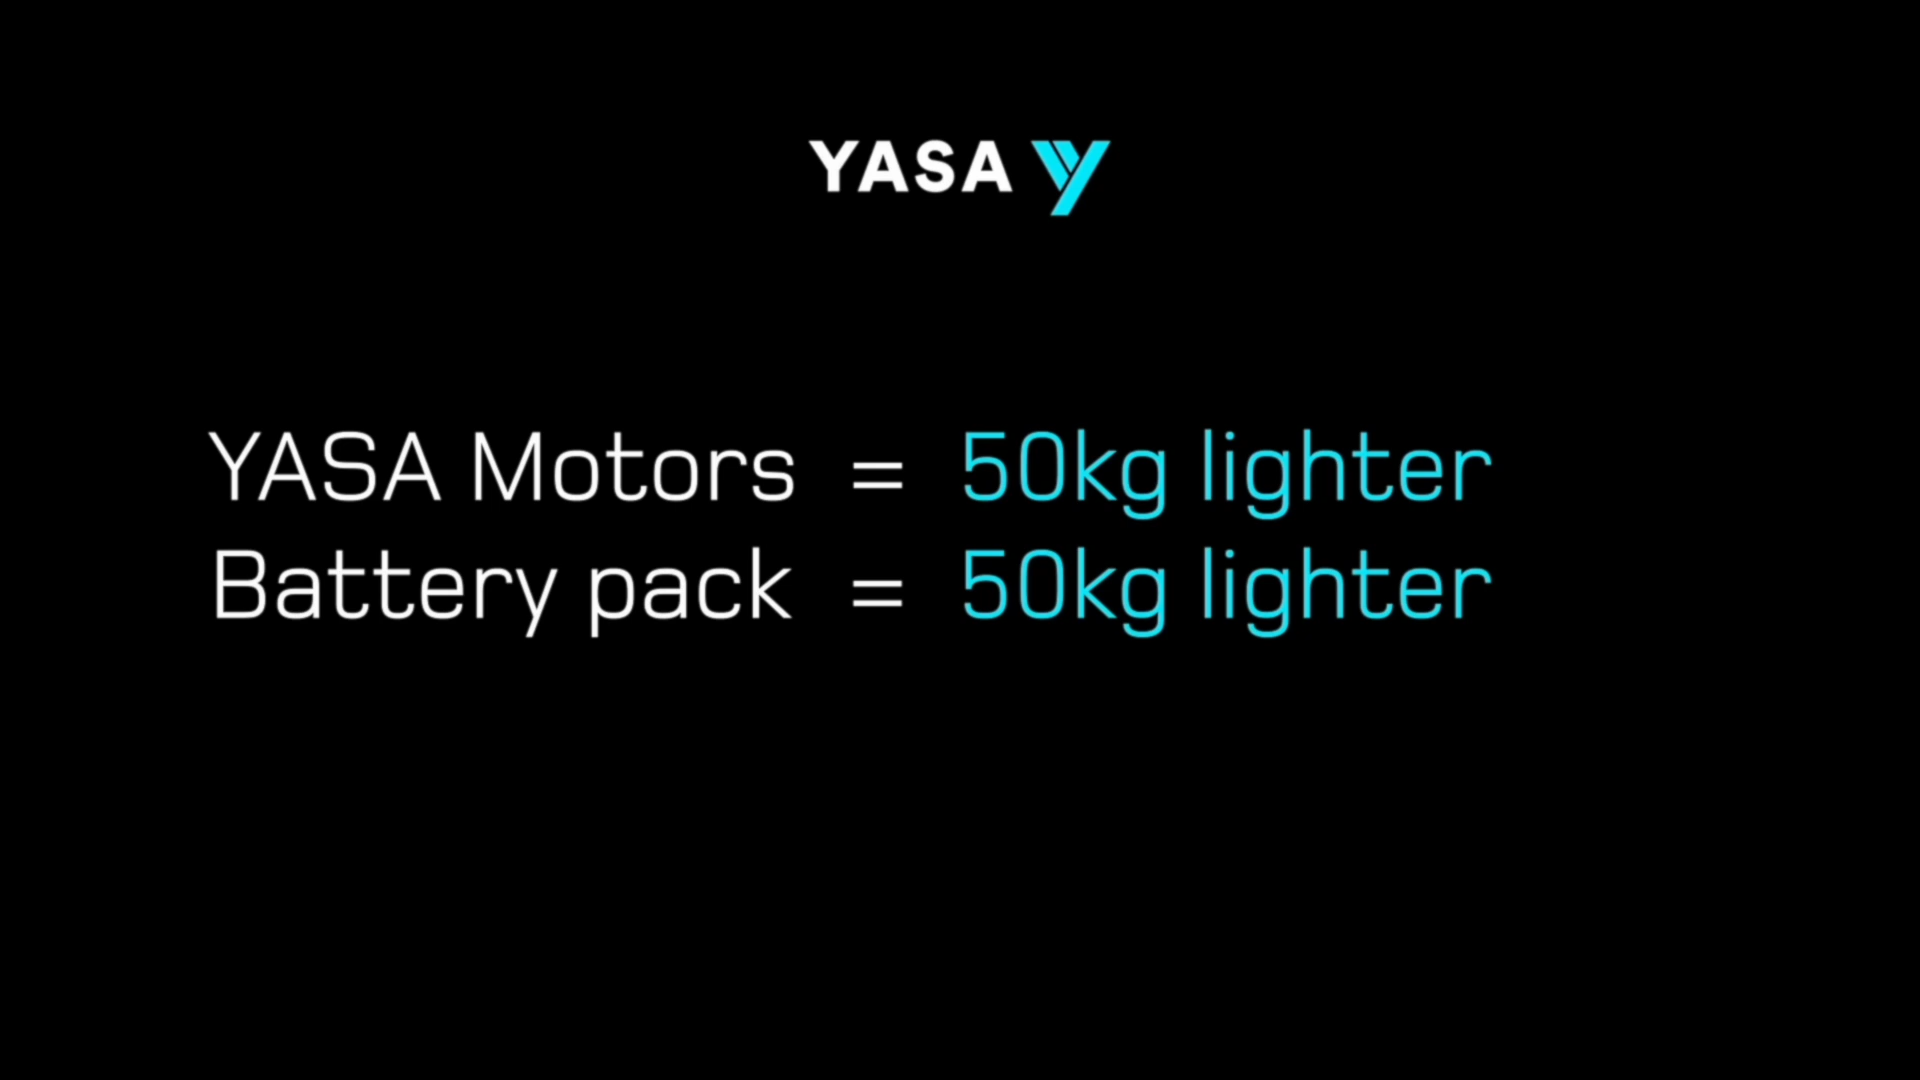 YASA
YASA Motors = 50kg lighter
Battery pack = 50kg lighter